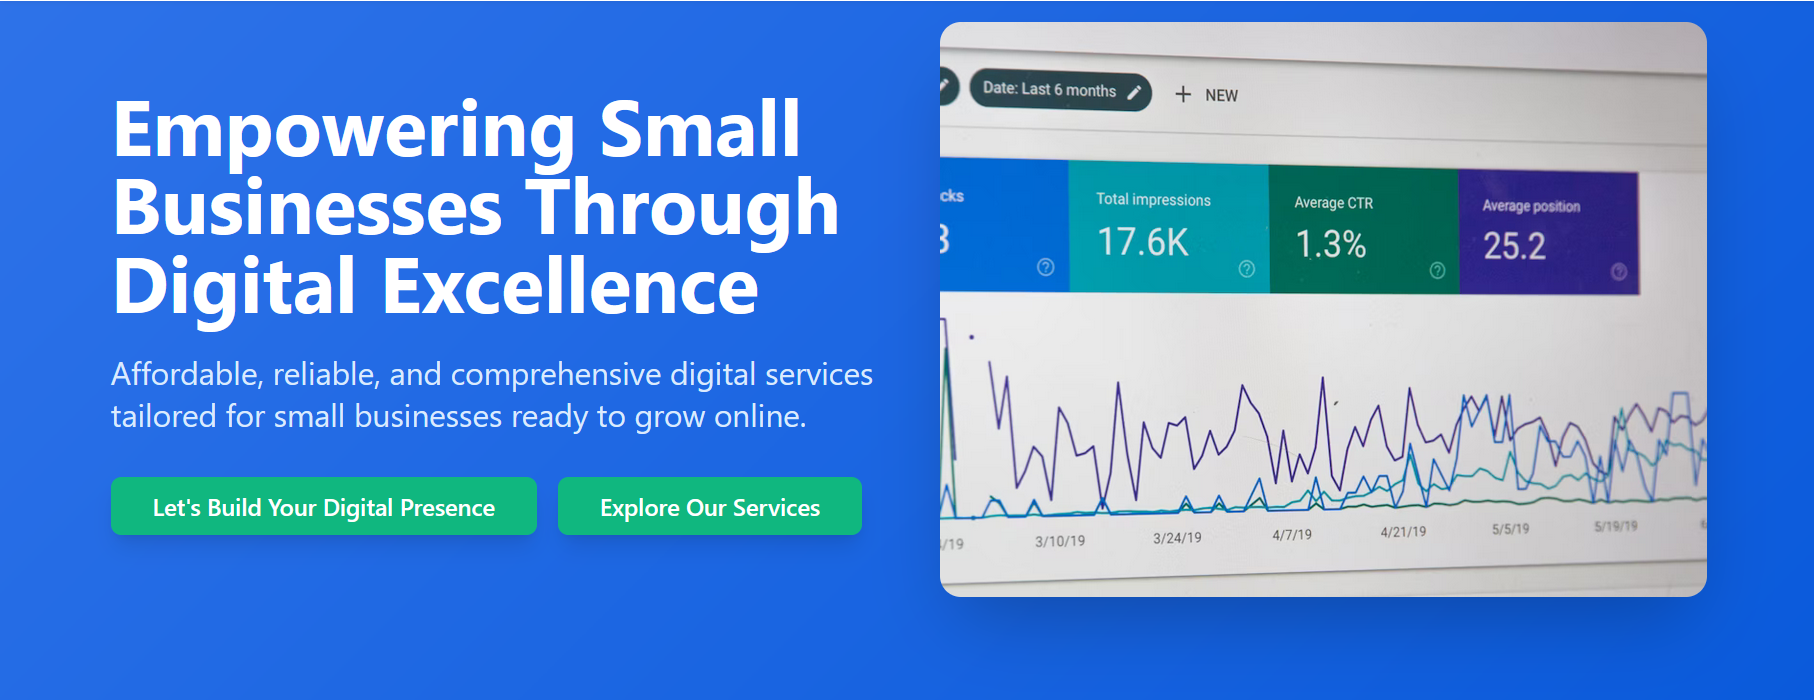 Empowering Small
Businesses Through
Digital Excellence
Affordable, reliable, and comprehensive digital services
tailored for small businesses ready to grow online.
Let's Build Your Digital Presence
Explore Our Services
Date: Last 6 months
NEW
Total impressions
17.6K
Average CTR
1.3%
Average position
25.2
3/10/19
3/24/19
4/7/19
4/21/19
5/5/19
5/19/19